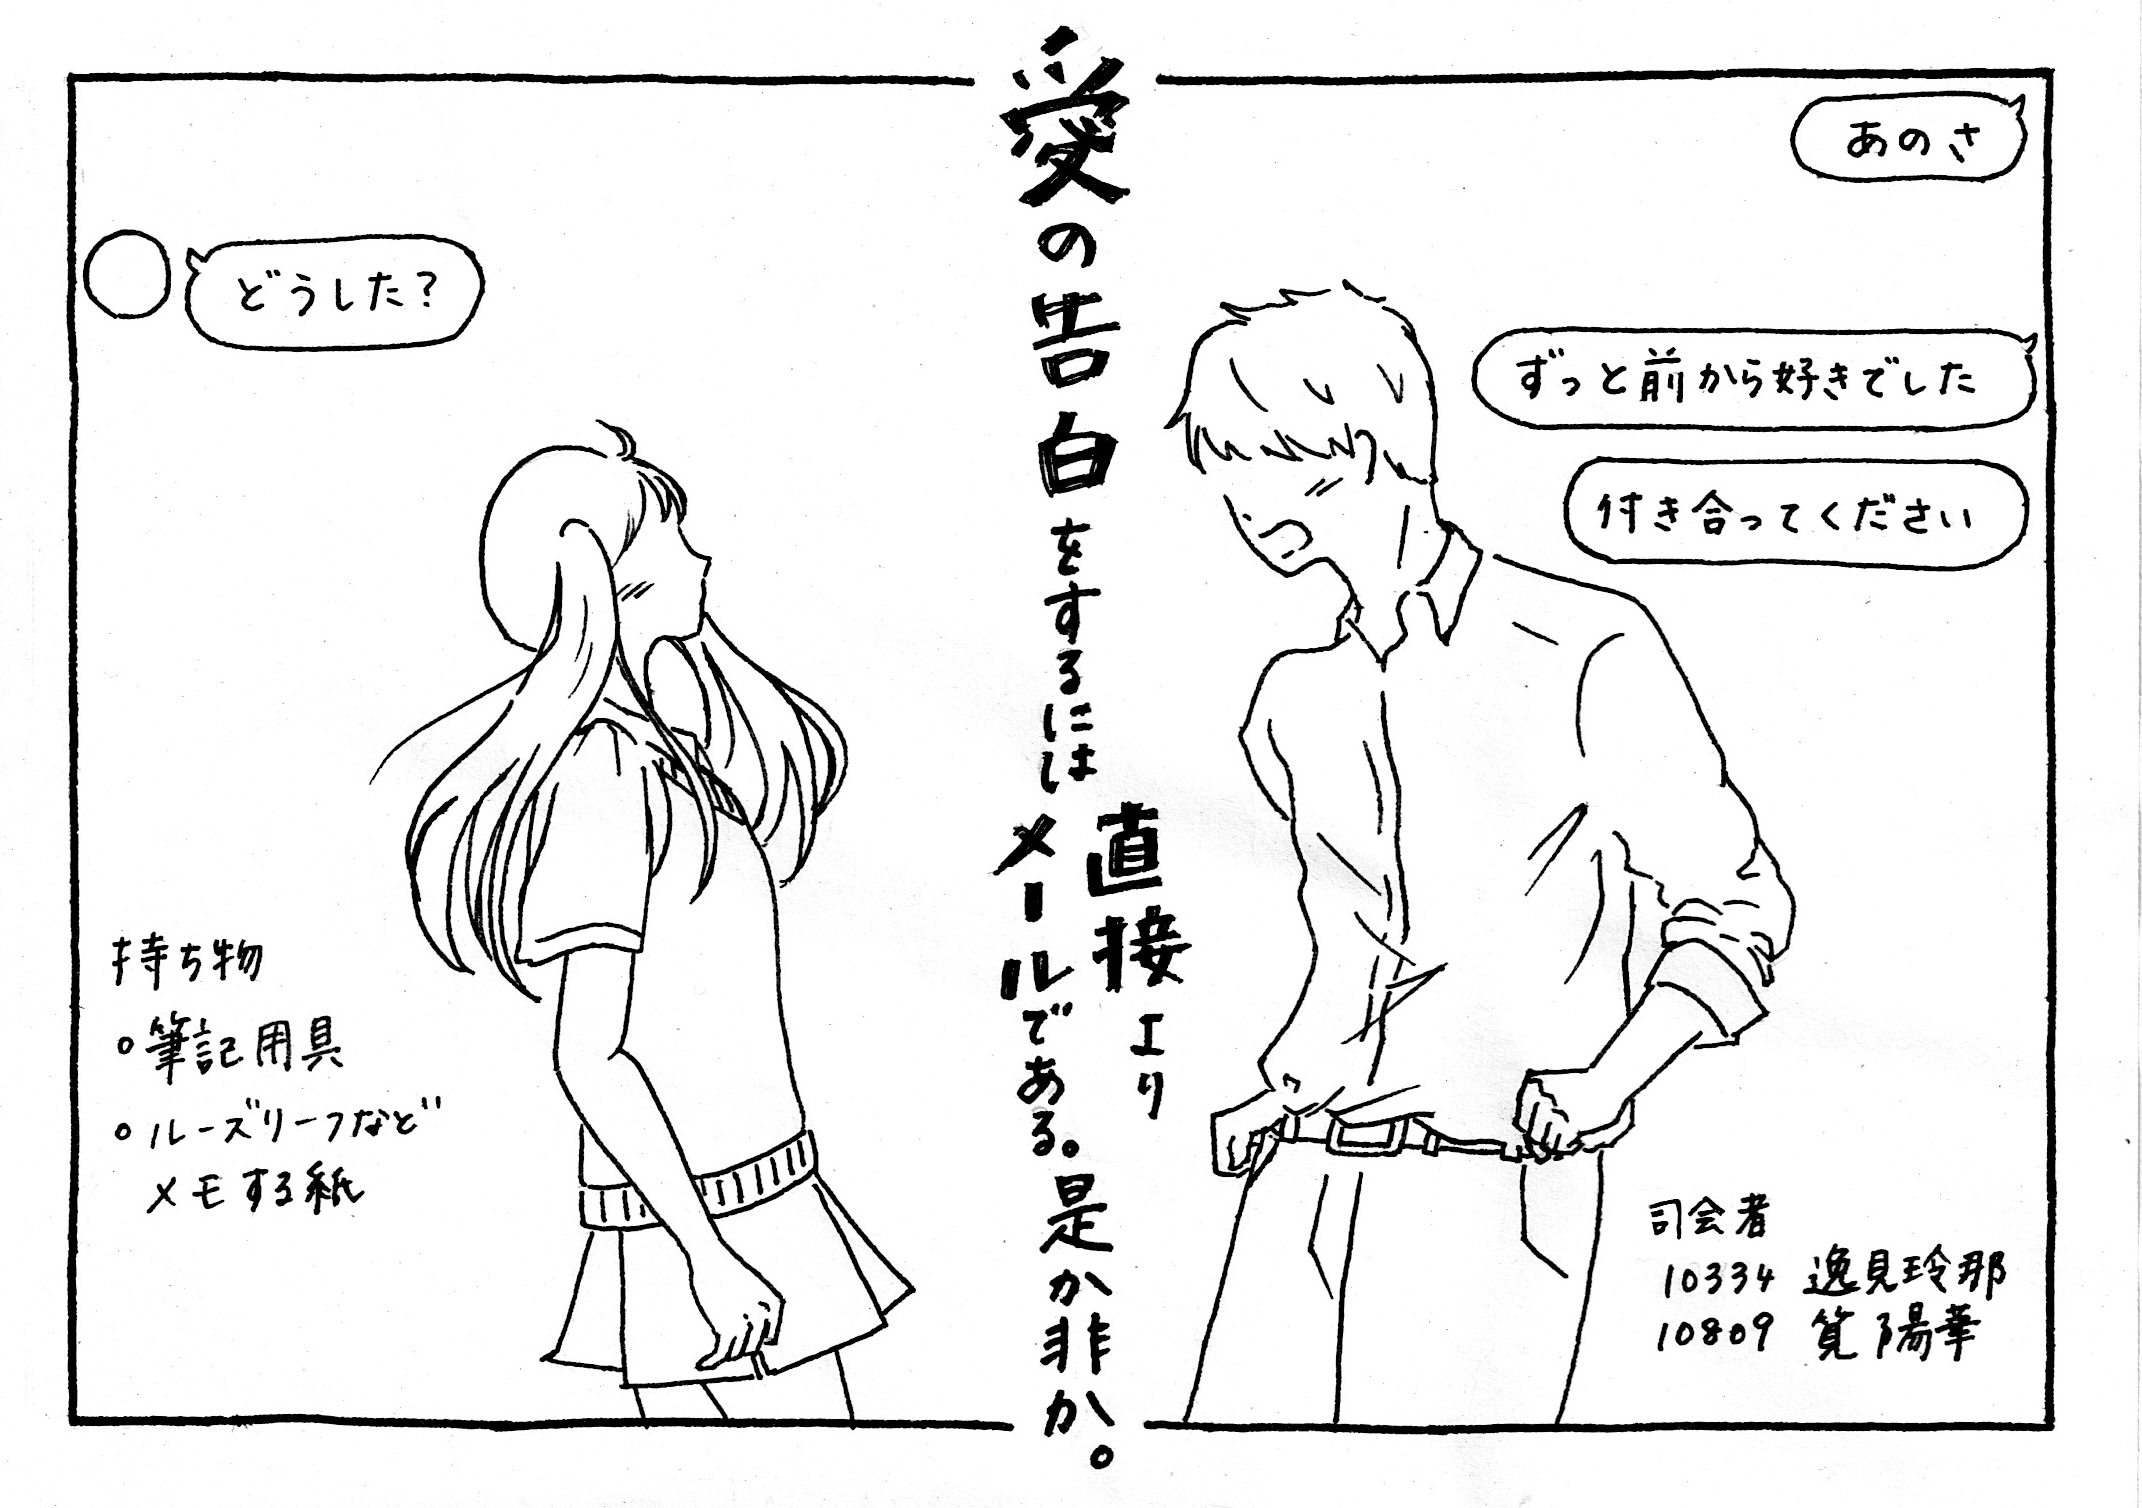 愛の告白をするには
直接より
メールである。是か非か。
あのさ
どうした?
ずっと前から好きでした
付き合ってください
持ち物
○筆記用具
○ルーズリーフなど
メモする紙
司会者
10334 逸見玲那
10809 筧陽華